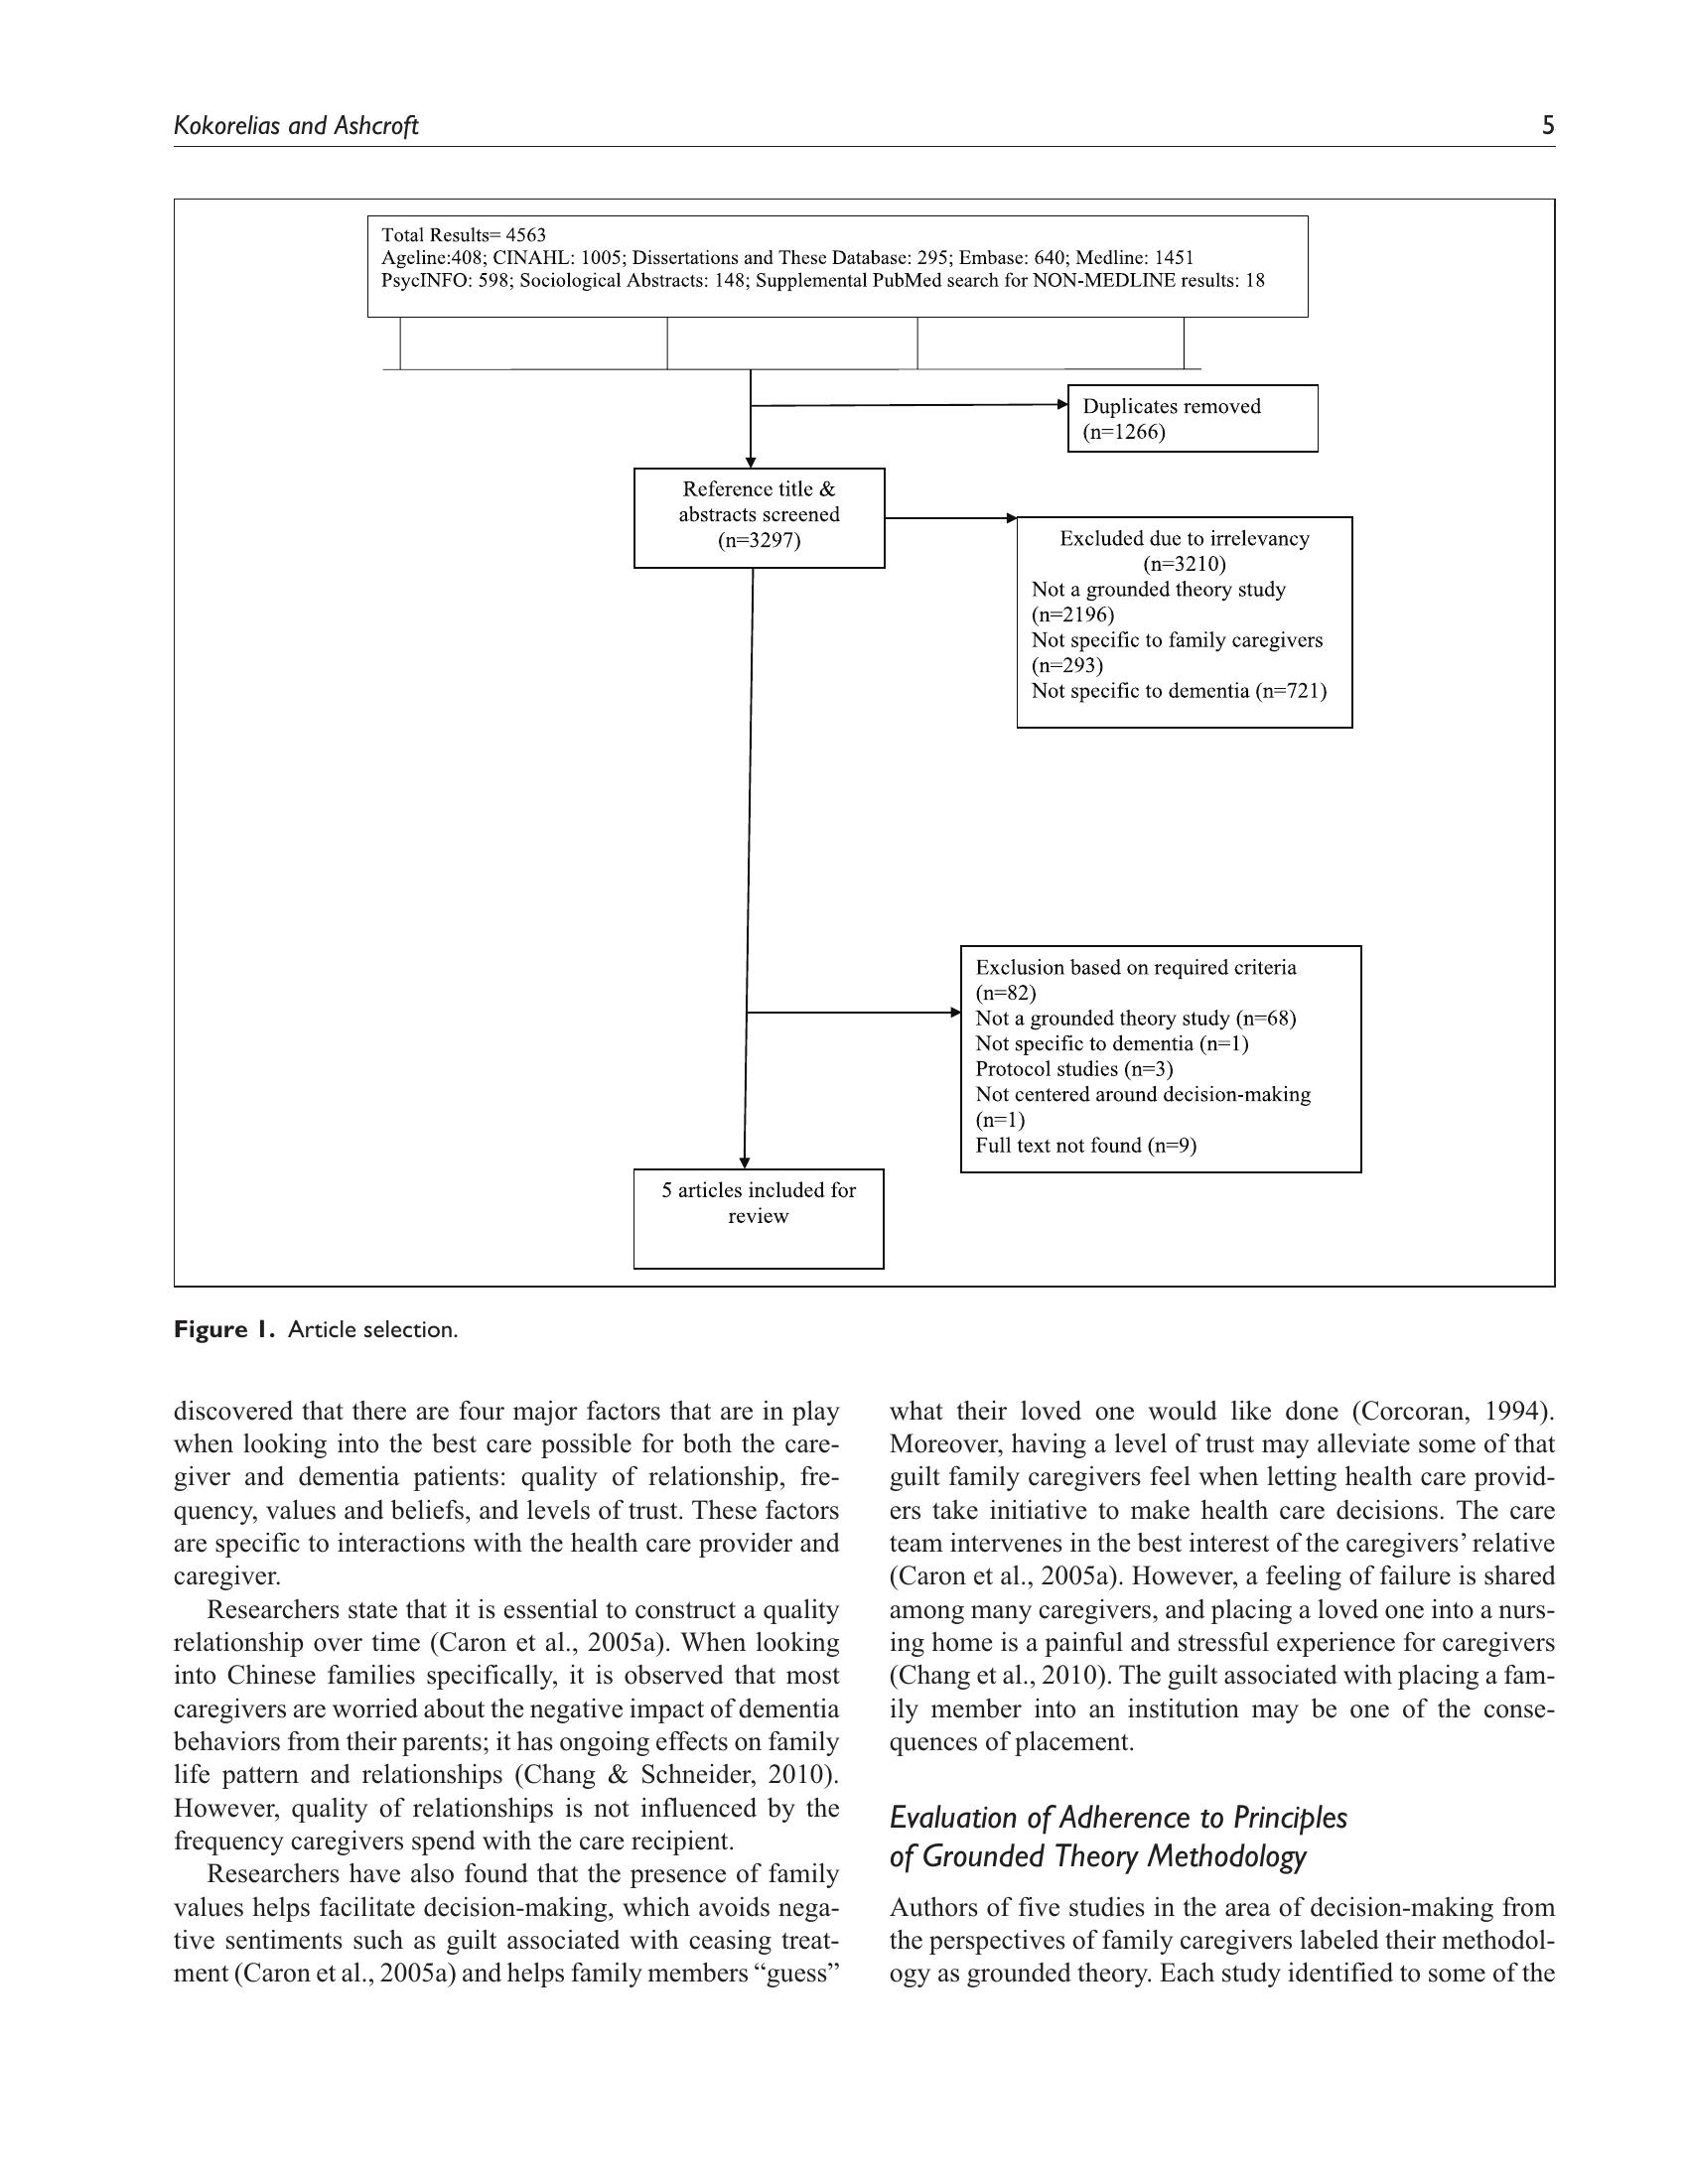 Kokorelias and Ashcroft
5
Total Results= 4563
Ageline:408; CINAHL: 1005; Dissertations and These Database: 295; Embase: 640; Medline: 1451
PsycINFO: 598; Sociological Abstracts: 148; Supplemental PubMed search for NON-MEDLINE results: 18
Duplicates removed
(n=1266)
Reference title &
abstracts screened
(n=3297)
Excluded due to irrelevancy
(n=3210)
Not a grounded theory study
(n=2196)
Not specific to family caregivers
(n=293)
Not specific to dementia (n=721)
Exclusion based on required criteria
(n=82)
Not a grounded theory study (n=68)
Not specific to dementia (n=1)
Protocol studies (n=3)
Not centered around decision-making
(n=1)
Full text not found (n=9)
5 articles included for
review
Figure 1. Article selection.
discovered that there are four major factors that are in play
when looking into the best care possible for both the care-
giver and dementia patients: quality of relationship, fre-
quency, values and beliefs, and levels of trust. These factors
are specific to interactions with the health care provider and
caregiver.
Researchers state that it is essential to construct a quality
relationship over time (Caron et al., 2005a). When looking
into Chinese families specifically, it is observed that most
caregivers are worried about the negative impact of dementia
behaviors from their parents; it has ongoing effects on family
life pattern and relationships (Chang & Schneider, 2010).
However, quality of relationships is not influenced by the
frequency caregivers spend with the care recipient.
Researchers have also found that the presence of family
values helps facilitate decision-making, which avoids nega-
tive sentiments such as guilt associated with ceasing treat-
ment (Caron et al., 2005a) and helps family members “guess”
what their loved one would like done (Corcoran, 1994).
Moreover, having a level of trust may alleviate some of that
guilt family caregivers feel when letting health care provid-
ers take initiative to make health care decisions. The care
team intervenes in the best interest of the caregivers’ relative
(Caron et al., 2005a). However, a feeling of failure is shared
among many caregivers, and placing a loved one into a nurs-
ing home is a painful and stressful experience for caregivers
(Chang et al., 2010). The guilt associated with placing a fam-
ily member into an institution may be one of the conse-
quences of placement.
Evaluation of Adherence to Principles
of Grounded Theory Methodology
Authors of five studies in the area of decision-making from
the perspectives of family caregivers labeled their methodol-
ogy as grounded theory. Each study identified to some of the